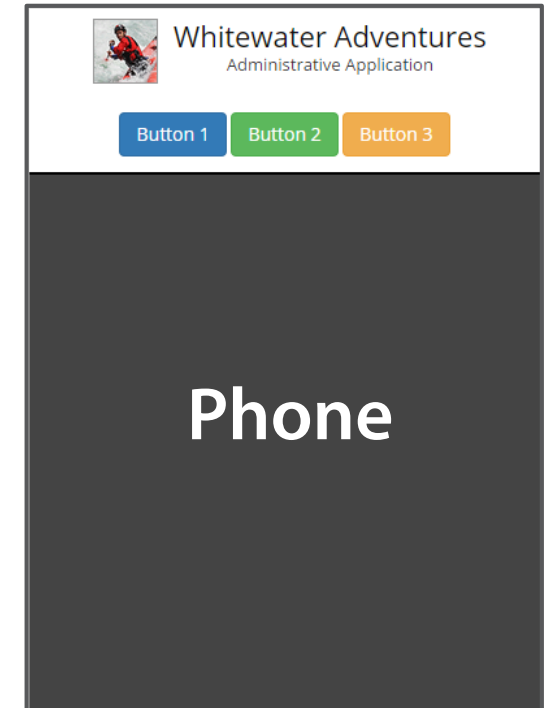 Whitewater Adventures
Administrative Application
Button 1 Button 2 Button 3
Phone